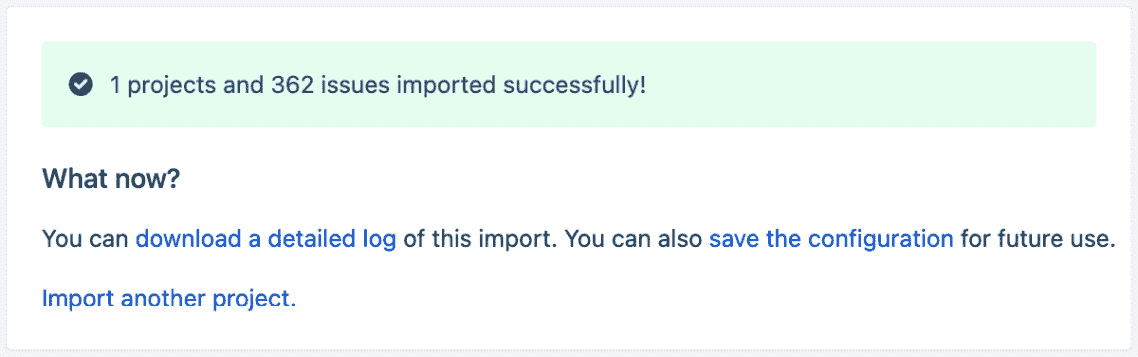 1 projects and 362 issues imported successfully!
What now?
You can download a detailed log of this import. You can also save the configuration for future use.
Import another project.